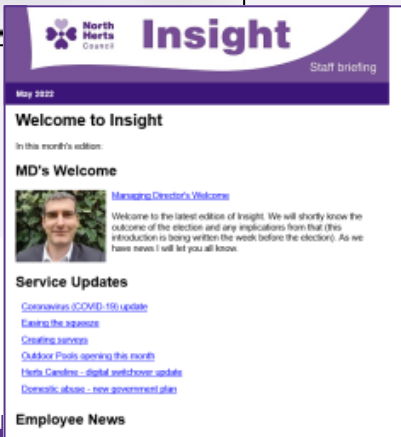 North
Herts
Council
Insight
Staff briefing
May 2022
Welcome to Insight
In this month's edition:
MD's Welcome
Managing Director's Welcome
Welcome to the latest edition of Insight. We will shortly know the
outcome of the election and any implications from that (this
introduction is being written the week before the election). As we
have news I will let you all know.
Service Updates
Coronavirus (COVID-19) update
Easing the squeeze
Creating surveys
Outdoor Pools opening this month
Herts Careline - digital switchover update
Domestic abuse - new government plan
Employee News